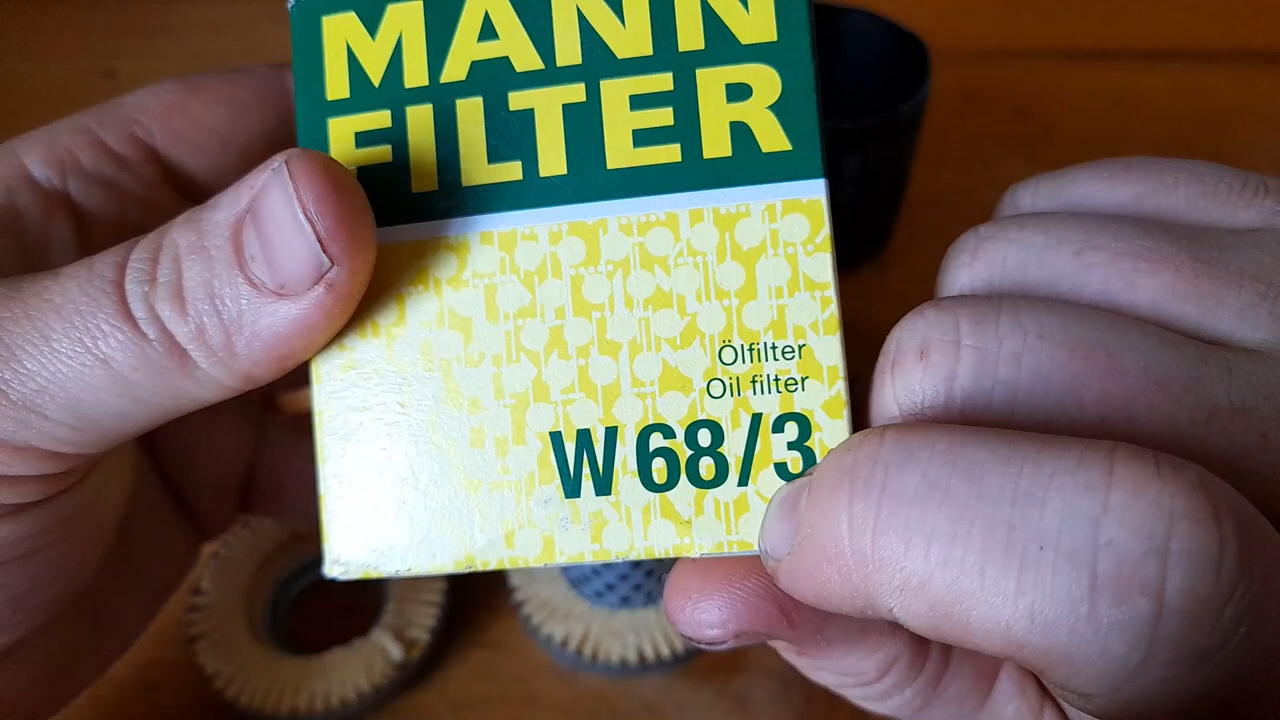 MANN
FILTER
Ölfilter
Oil filter
W 68/3